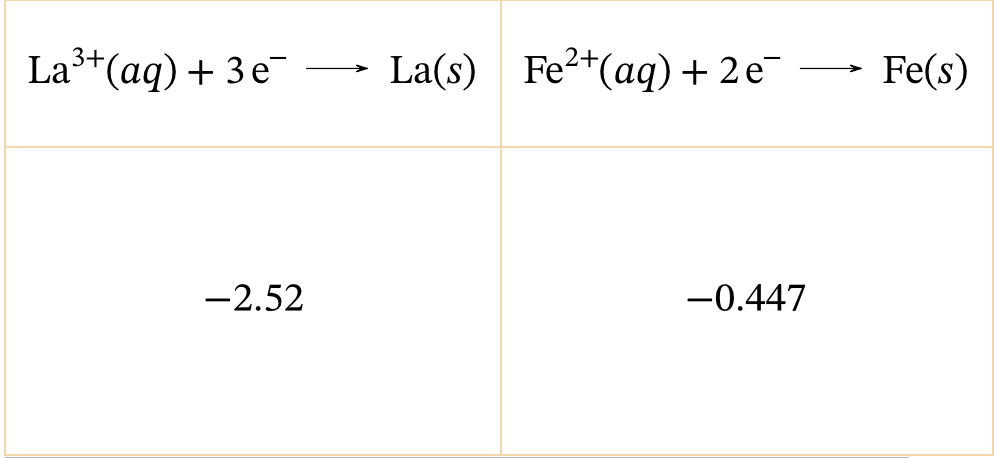 La³⁺(aq) + 3 e⁻ ⟶ La(s)
Fe²⁺(aq) + 2 e⁻ ⟶ Fe(s)
−2.52
−0.447